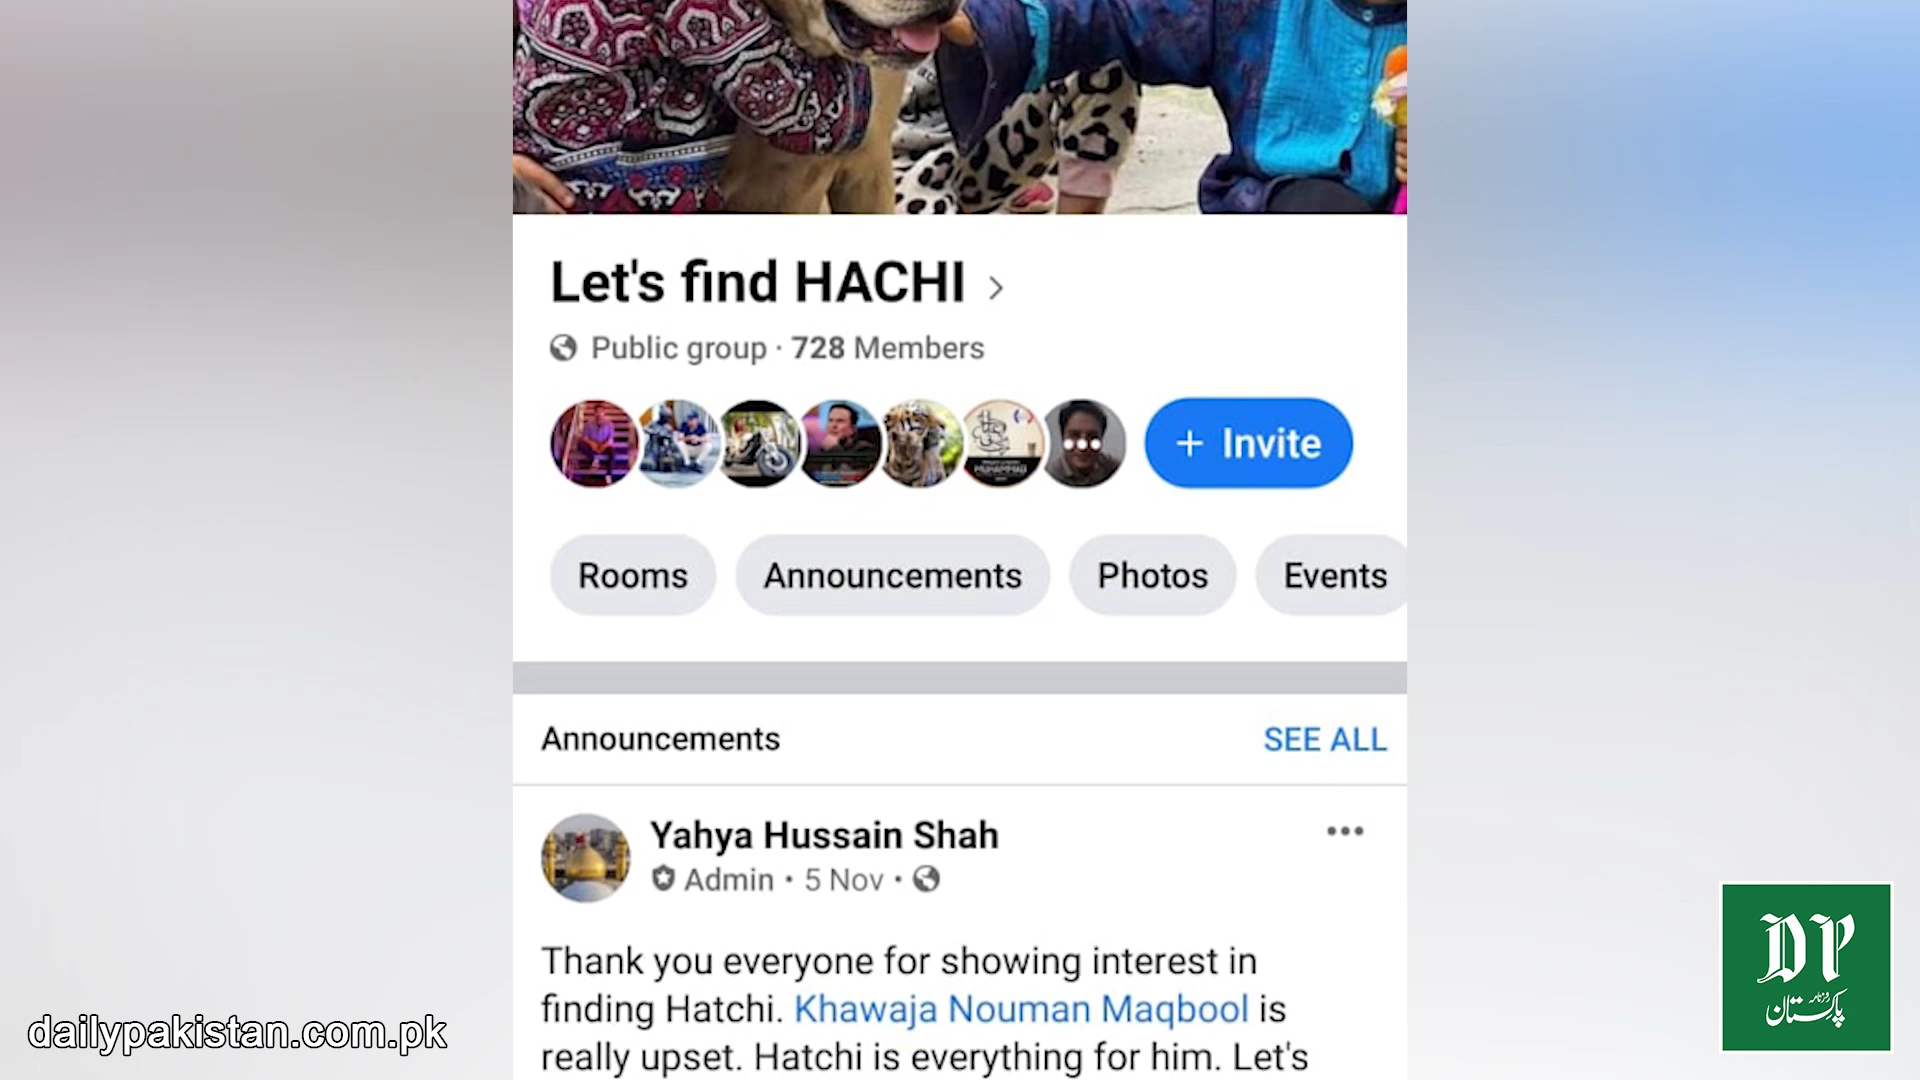 Let's find HACHI
Public group · 728 Members
+ Invite
Rooms
Announcements
Photos
Events
Announcements
SEE ALL
Yahya Hussain Shah
Admin • 5 Nov •
Thank you everyone for showing interest in
finding Hatchi. Khawaja Nouman Maqbool is
really upset. Hatchi is everything for him. Let's
dailypakistan.com.pk
DP
روزنامہ
پاکستان